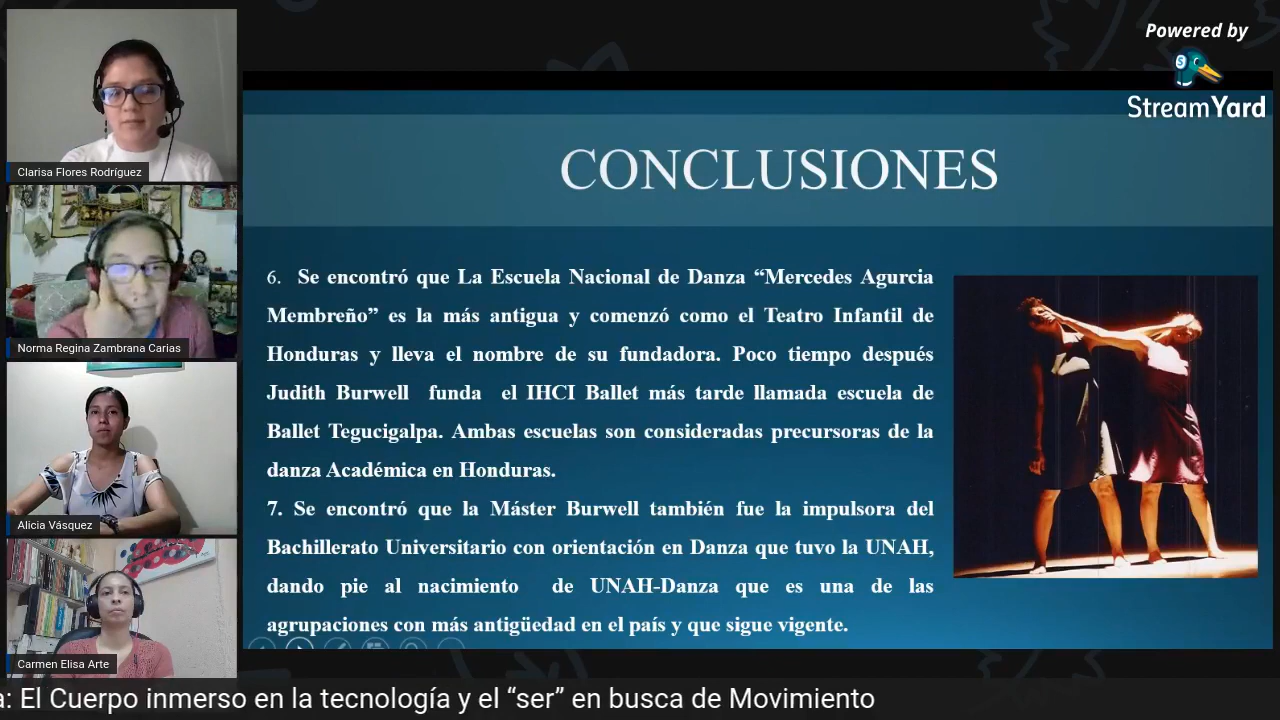 Powered by
StreamYard
Clarisa Flores Rodríguez
Norma Regina Zambrana Carias
Alicia Vásquez
Carmen Elisa Arte
CONCLUSIONES
6. Se encontró que La Escuela Nacional de Danza “Mercedes Agurcia
Membreño” es la más antigua y comenzó como el Teatro Infantil de
Honduras y lleva el nombre de su fundadora. Poco tiempo después
Judith Burwell funda el IHCI Ballet más tarde llamada escuela de
Ballet Tegucigalpa. Ambas escuelas son consideradas precursoras de la
danza Académica en Honduras.
7. Se encontró que la Máster Burwell también fue la impulsora del
Bachillerato Universitario con orientación en Danza que tuvo la UNAH,
dando pie al nacimiento de UNAH-Danza que es una de las
agrupaciones con más antigüedad en el país y que sigue vigente.
a: El Cuerpo inmerso en la tecnología y el “ser” en busca de Movimiento